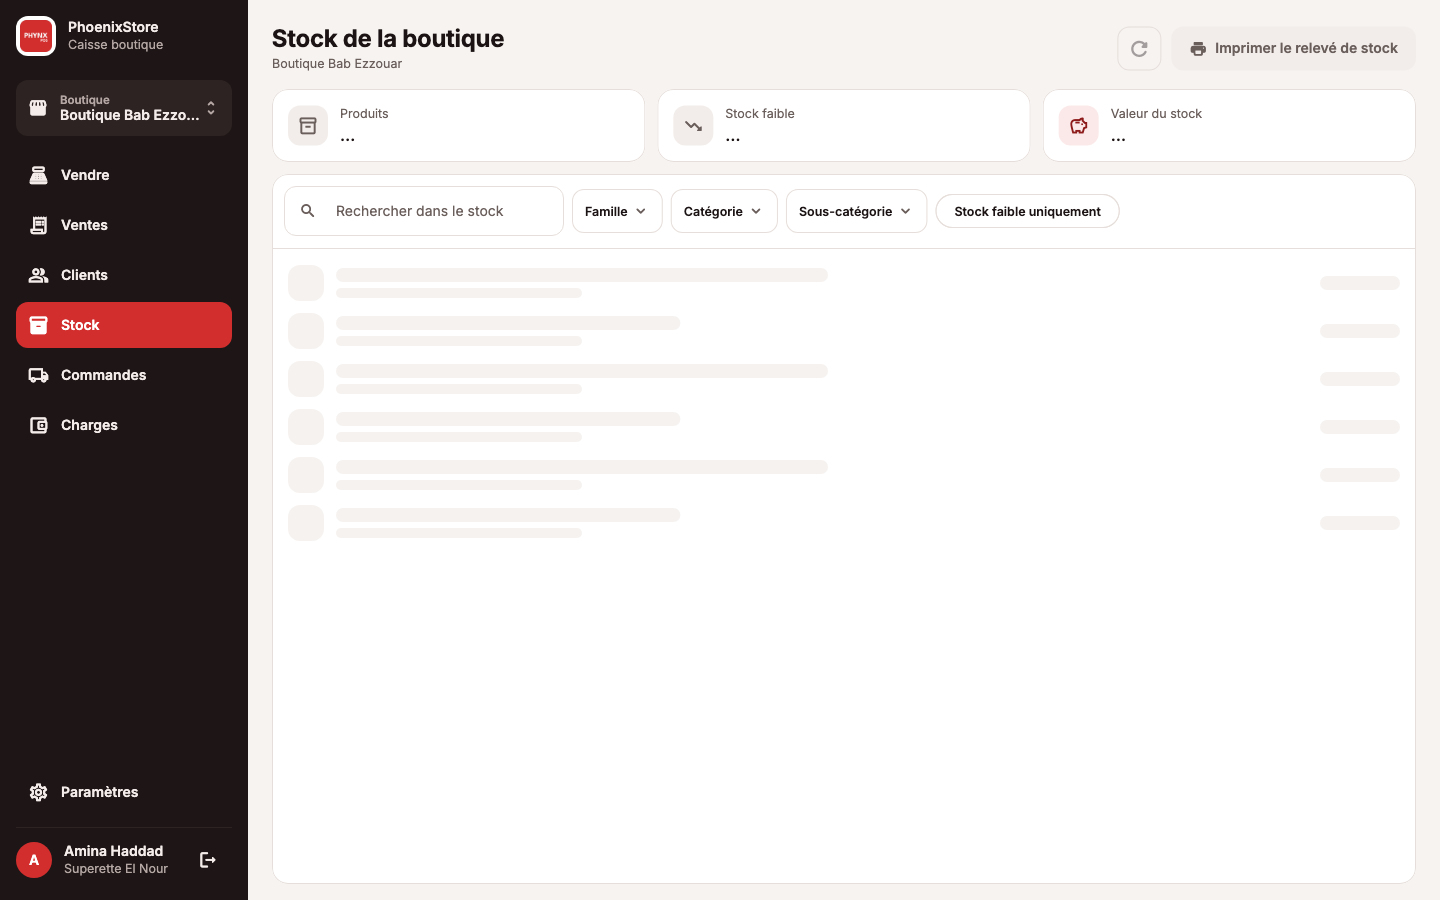 PHYNX
POS
PhoenixStore
Caisse boutique
Boutique
Boutique Bab Ezzo...
Vendre
Ventes
Clients
Stock
Commandes
Charges
Paramètres
A
Amina Haddad
Superette El Nour
Stock de la boutique
Boutique Bab Ezzouar
Imprimer le relevé de stock
Produits
...
Stock faible
...
Valeur du stock
...
Rechercher dans le stock
Famille
Catégorie
Sous-catégorie
Stock faible uniquement